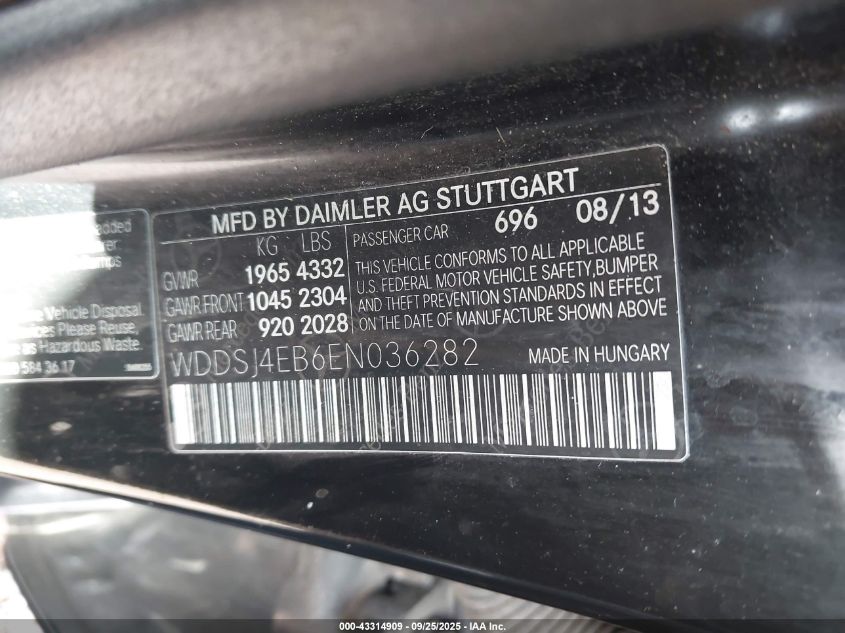 MFD BY DAIMLER AG STUTTGART
KG LBS
GVWR 1965 4332
GAWR FRONT 1045 2304
GAWR REAR 920 2028
PASSENGER CAR 696 08/13
THIS VEHICLE CONFORMS TO ALL APPLICABLE
U.S. FEDERAL MOTOR VEHICLE SAFETY, BUMPER
AND THEFT PREVENTION STANDARDS IN EFFECT
ON THE DATE OF MANUFACTURE SHOWN ABOVE
WDDSJ4EB6EN036282 MADE IN HUNGARY
added
Vehicle Disposal
Please Reuse
as Hazardous Waste
584 36 17
000-43314909 - 09/25/2025 - IAA Inc.